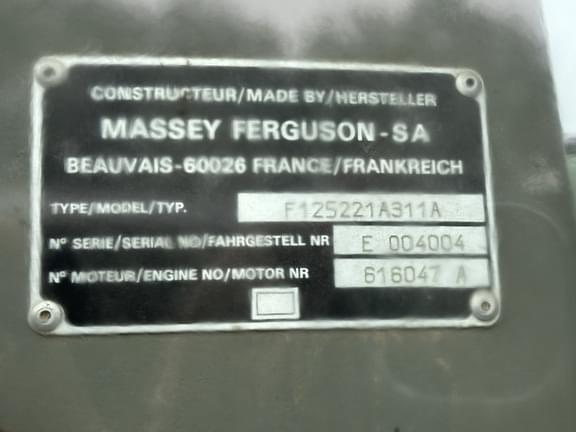 CONSTRUCTEUR/MADE BY/HERSTELLER
MASSEY FERGUSON-SA
BEAUVAIS-60026 FRANCE/FRANKREICH
TYPE/MODEL/TYP. F125221A311A
Nº SERIE/SERIAL NO/FAHRGESTELL NR E 004004
Nº MOTEUR/ENGINE NO/MOTOR NR 616047 A